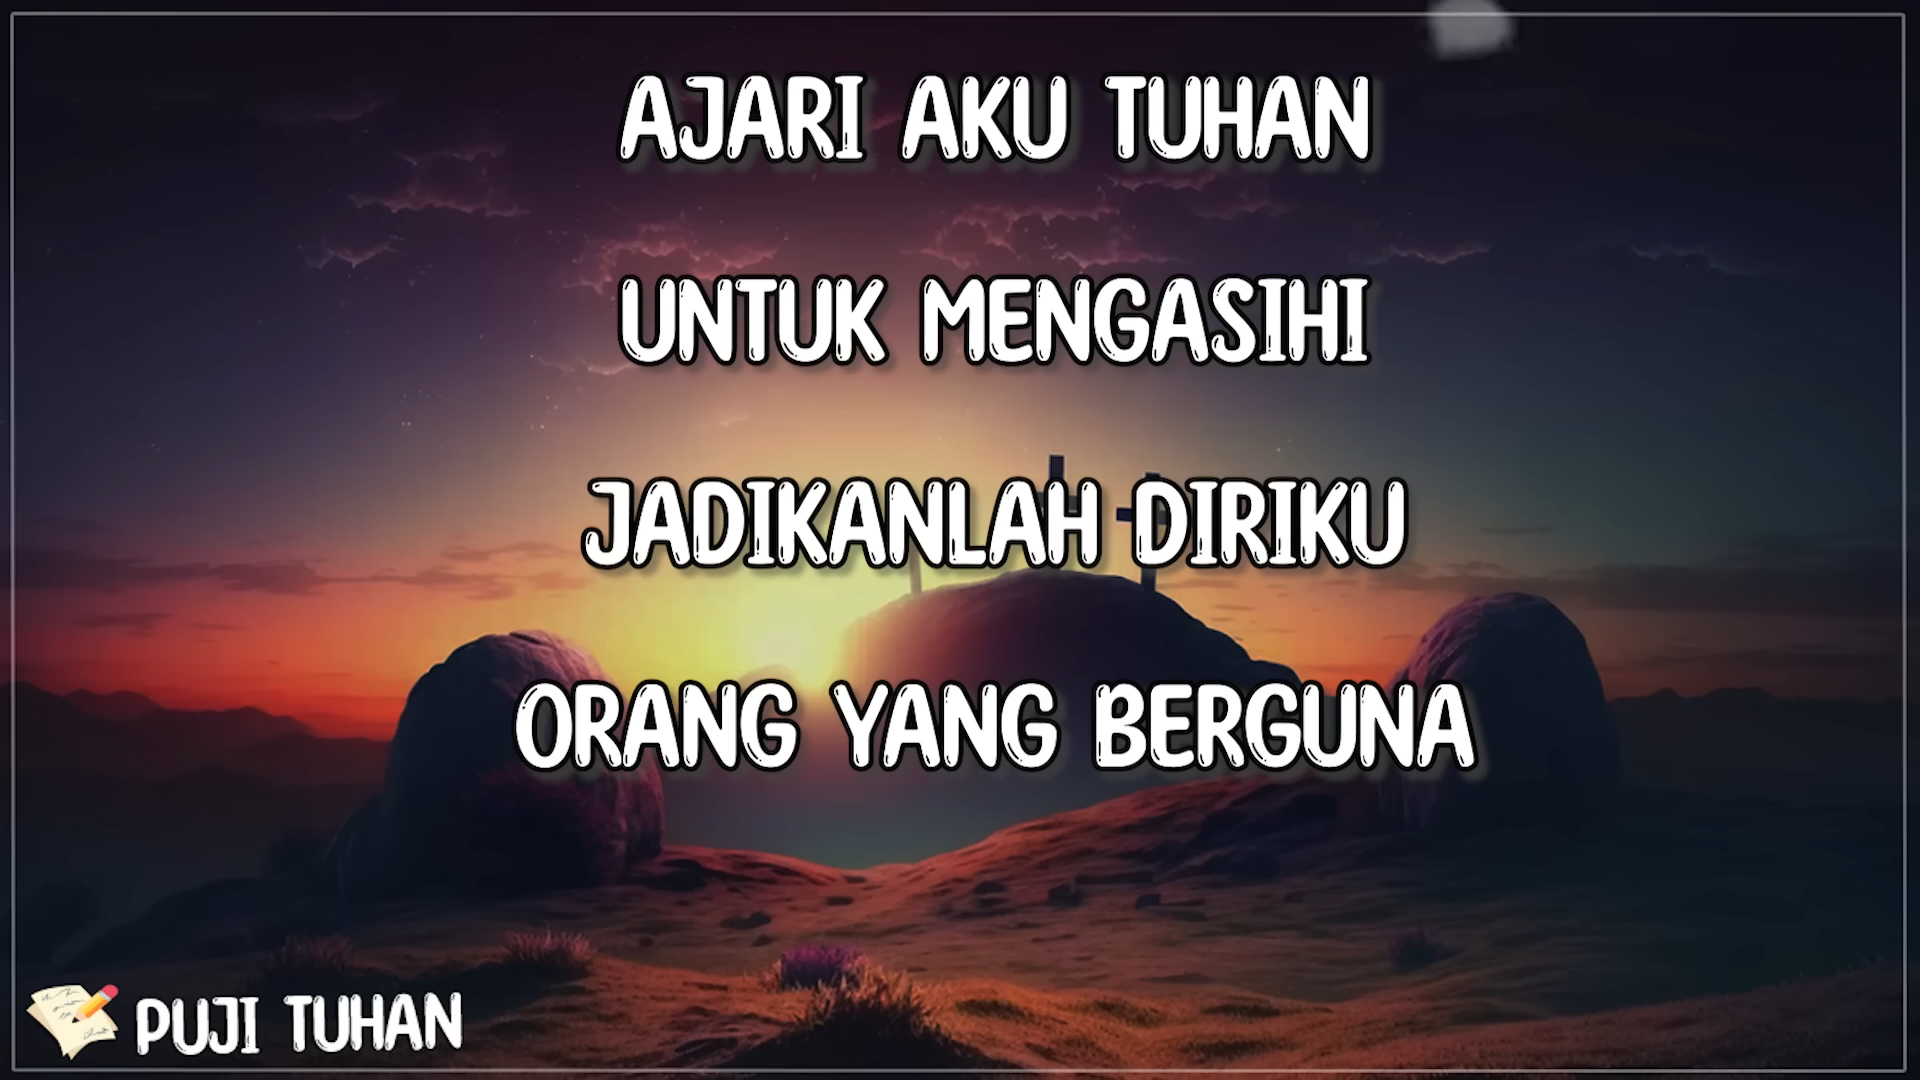 AJARI AKU TUHAN
UNTUK MENGASIHI
JADIKANLAH DIRIKU
ORANG YANG BERGUNA
PUJI TUHAN